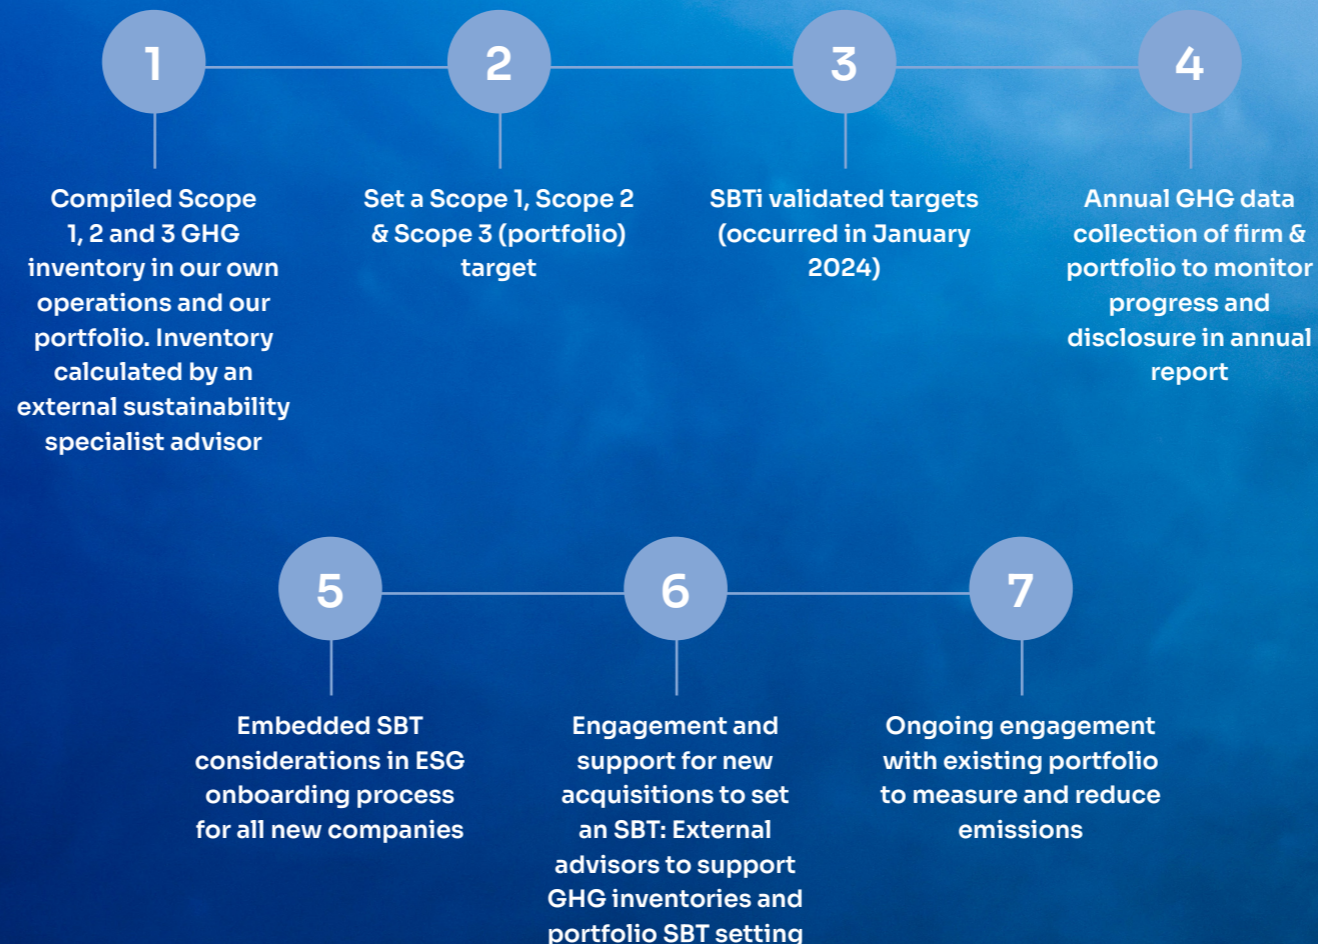 1
Compiled Scope
1, 2 and 3 GHG
inventory in our own
operations and our
portfolio. Inventory
calculated by an
external sustainability
specialist advisor
2
Set a Scope 1, Scope 2
& Scope 3 (portfolio)
target
3
SBTi validated targets
(occurred in January
2024)
4
Annual GHG data
collection of firm &
portfolio to monitor
progress and
disclosure in annual
report
5
Embedded SBT
considerations in ESG
onboarding process
for all new companies
6
Engagement and
support for new
acquisitions to set
an SBT: External
advisors to support
GHG inventories and
portfolio SBT setting
7
Ongoing engagement
with existing portfolio
to measure and reduce
emissions